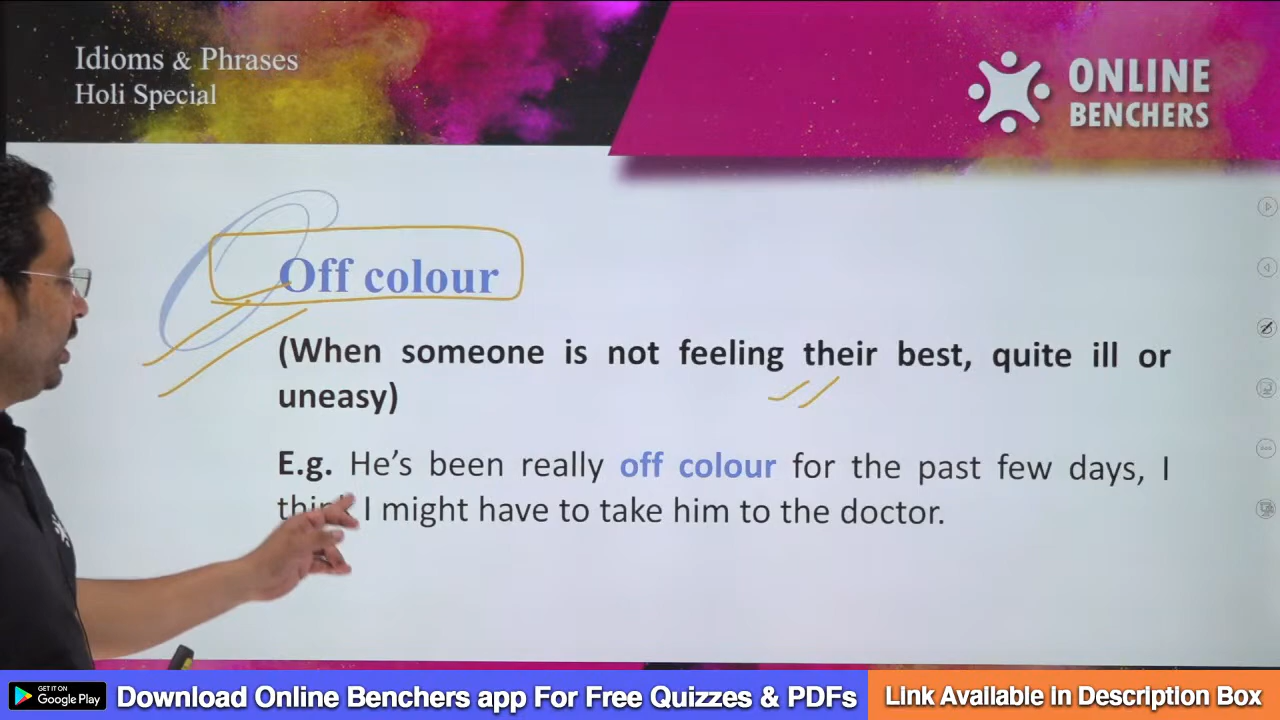 Idioms & Phrases
Holi Special
ONLINE
BENCHERS
Off colour
(When someone is not feeling their best, quite ill or
uneasy)
E.g. He’s been really off colour for the past few days, I
think I might have to take him to the doctor.
GET IT ON
Google Play
Download Online Benchers app For Free Quizzes & PDFs
Link Available In Description Box